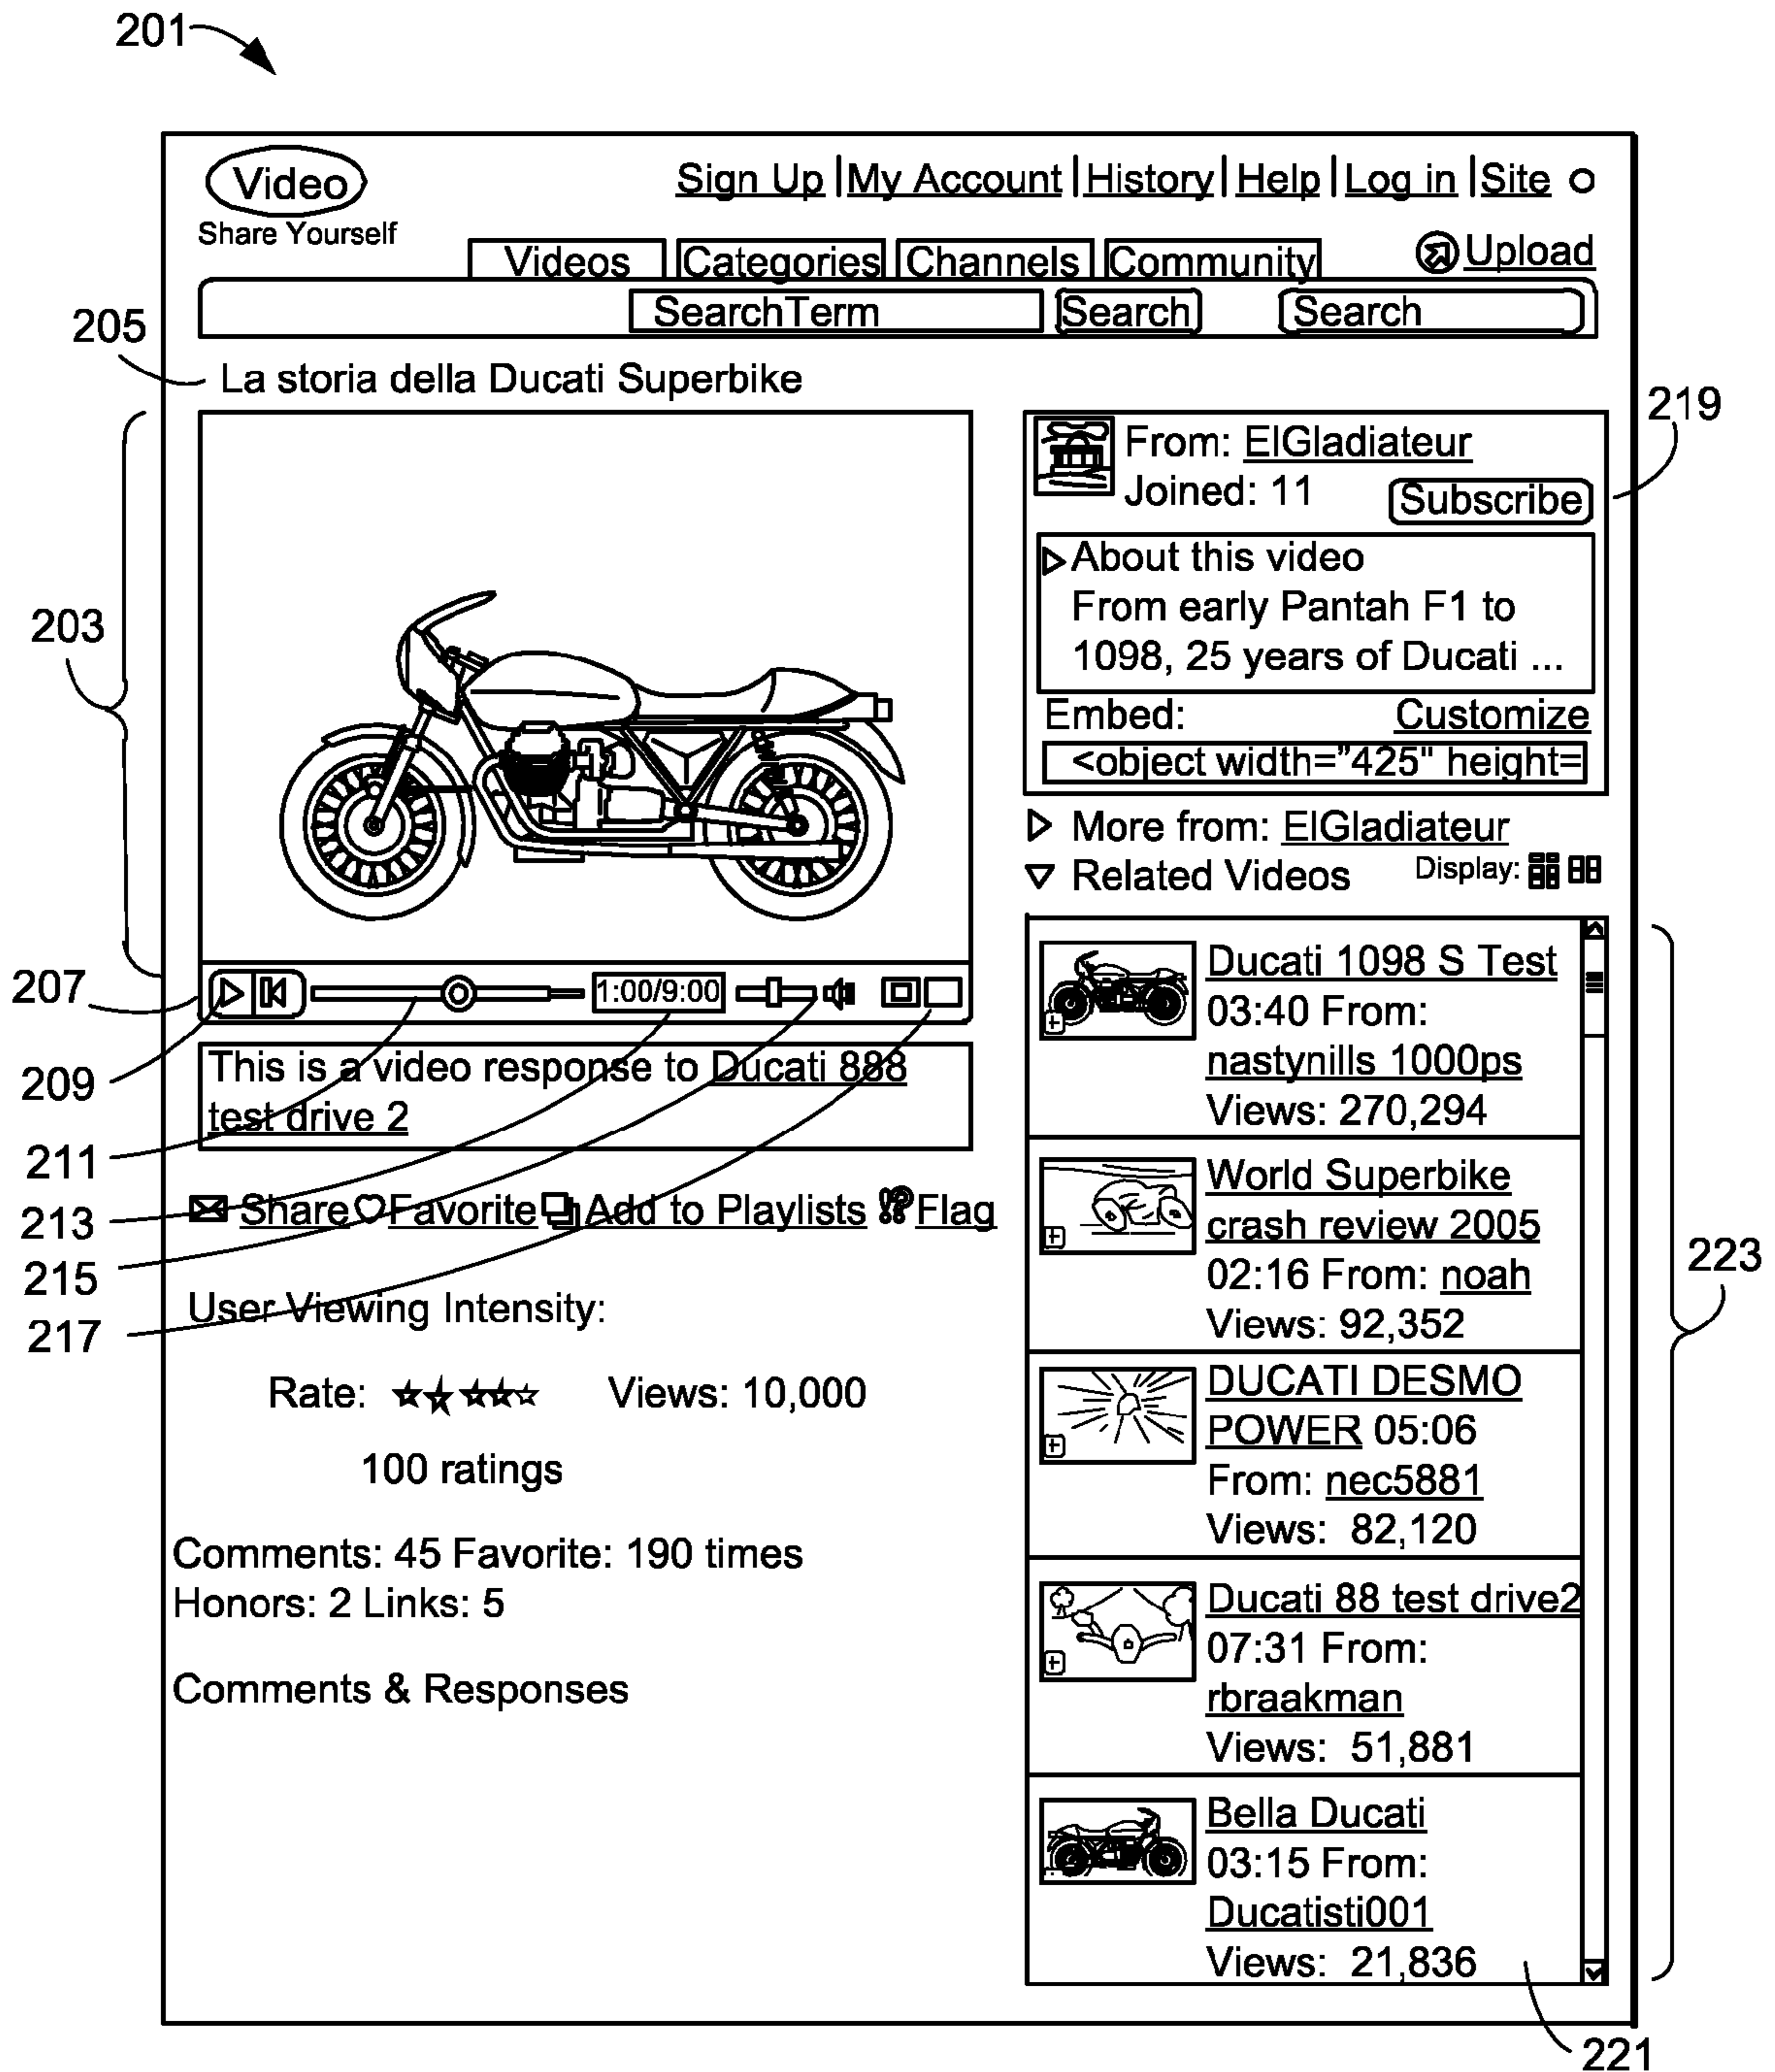 201
Video
Share Yourself
Sign Up | My Account | History | Help | Log in | Site
Videos Categories Channels Community
Upload
SearchTerm Search Search
205
La storia della Ducati Superbike
203
207
1:00/9:00
209
211
213
215
217
This is a video response to Ducati 888
test drive 2
Share Favorite Add to Playlists Flag
User Viewing Intensity:
Rate: Views: 10,000
100 ratings
Comments: 45 Favorite: 190 times
Honors: 2 Links: 5
Comments & Responses
219
From: ElGladiateur
Joined: 11
Subscribe
About this video
From early Pantah F1 to
1098, 25 years of Ducati ...
Embed: Customize
<object width="425" height=
More from: ElGladiateur
Related Videos Display:
223
Ducati 1098 S Test
03:40 From:
nastynills 1000ps
Views: 270,294
World Superbike
crash review 2005
02:16 From: noah
Views: 92,352
DUCATI DESMO
POWER 05:06
From: nec5881
Views: 82,120
Ducati 88 test drive2
07:31 From:
rbraakman
Views: 51,881
Bella Ducati
03:15 From:
Ducatisti001
Views: 21,836
221